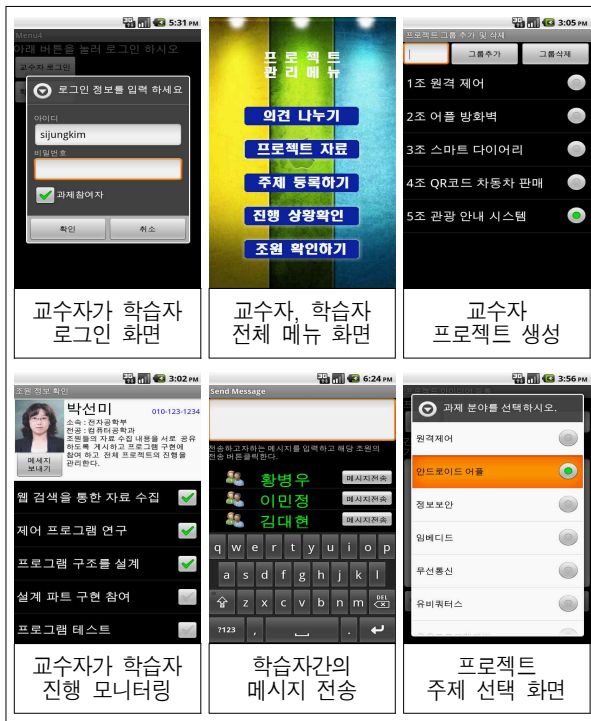 5:31 PM
Menu4
아래 버튼을 눌러 로그인 하시오
교수자 로그인
로그인 정보를 입력 하세요
아이디
sijungkim
비밀번호
과제참여자
확인 취소
교수자가 학습자
로그인 화면
프로젝트
관리메뉴
의견 나누기
프로젝트 자료
주제 등록하기
진행 상황확인
조원 확인하기
교수자, 학습자
전체 메뉴 화면
3:05 PM
프로젝트 그룹 추가 및 삭제
그룹추가 그룹삭제
1조 원격 제어
2조 어플 방화벽
3조 스마트 다이어리
4조 QR코드 차동차 판매
5조 관광 안내 시스템
교수자
프로젝트 생성
3:02 PM
조원 정보 확인
박선미 010-123-1234
소속 : 전자공학부
전공 : 컴퓨터공학과
조원들의 자료 수집 내용을 서로 공유
하도록 게시하고 프로그램 구현에
참여 하고 전체 프로젝트의 진행을
관리한다.
메세지
보내기
웹 검색을 통한 자료 수집
제어 프로그램 연구
프로그램 구조를 설계
설계 파트 구현 참여
프로그램 테스트
교수자가 학습자
진행 모니터링
6:24 PM
Send Message
전송하고자하는 메시지를 입력하고 해당 조원의
전송 버튼을클릭한다.
황병우 메시지전송
이민정 메시지전송
김대현 메시지전송
q w e r t y u i o p
a s d f g h j k l
z x c v b n m DEL
?123 , .
학습자간의
메시지 전송
3:56 PM
과제 분야를 선택하시오.
원격제어
안드로이드 어플
정보보안
임베디드
무선통신
유비쿼터스
프로젝트
주제 선택 화면